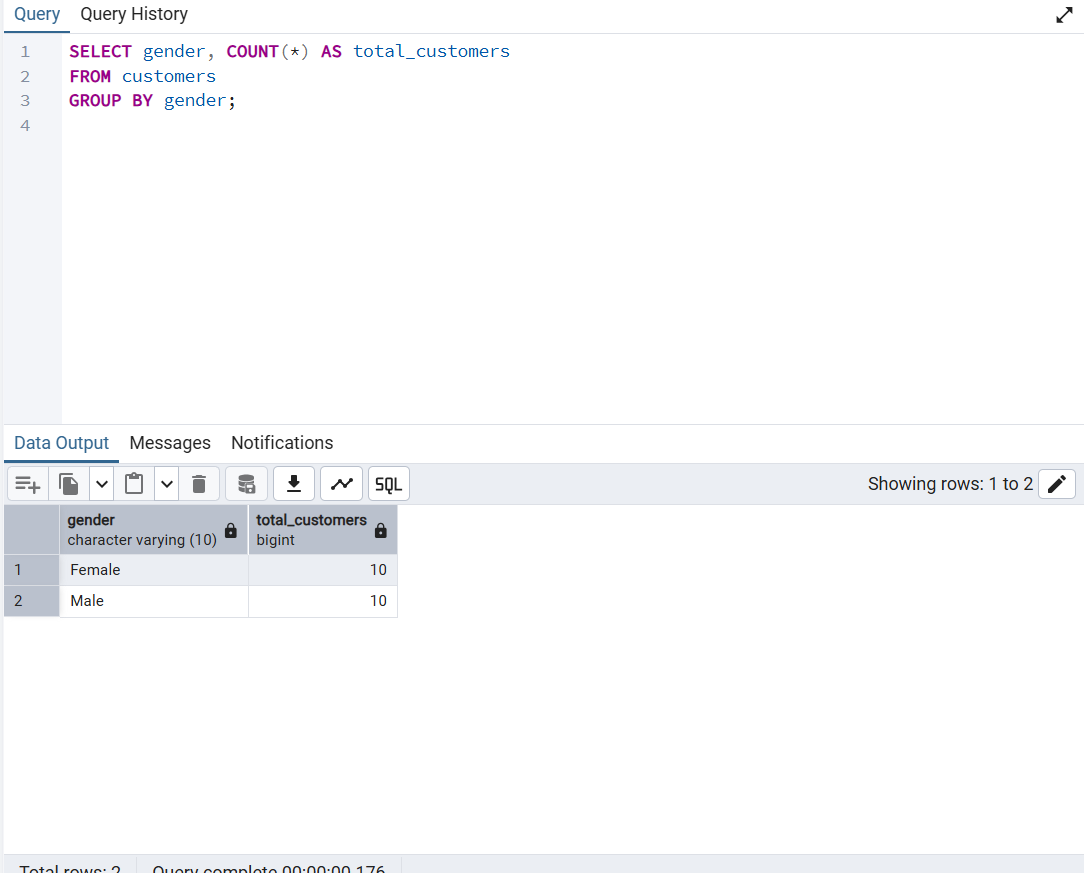 Query Query History
1 SELECT gender, COUNT(*) AS total_customers
2 FROM customers
3 GROUP BY gender;
4
Data Output Messages Notifications
SQL Showing rows: 1 to 2
gender total_customers
character varying (10) bigint
1 Female 10
2 Male 10
Total rows: 2 Query complete 00:00:00.176